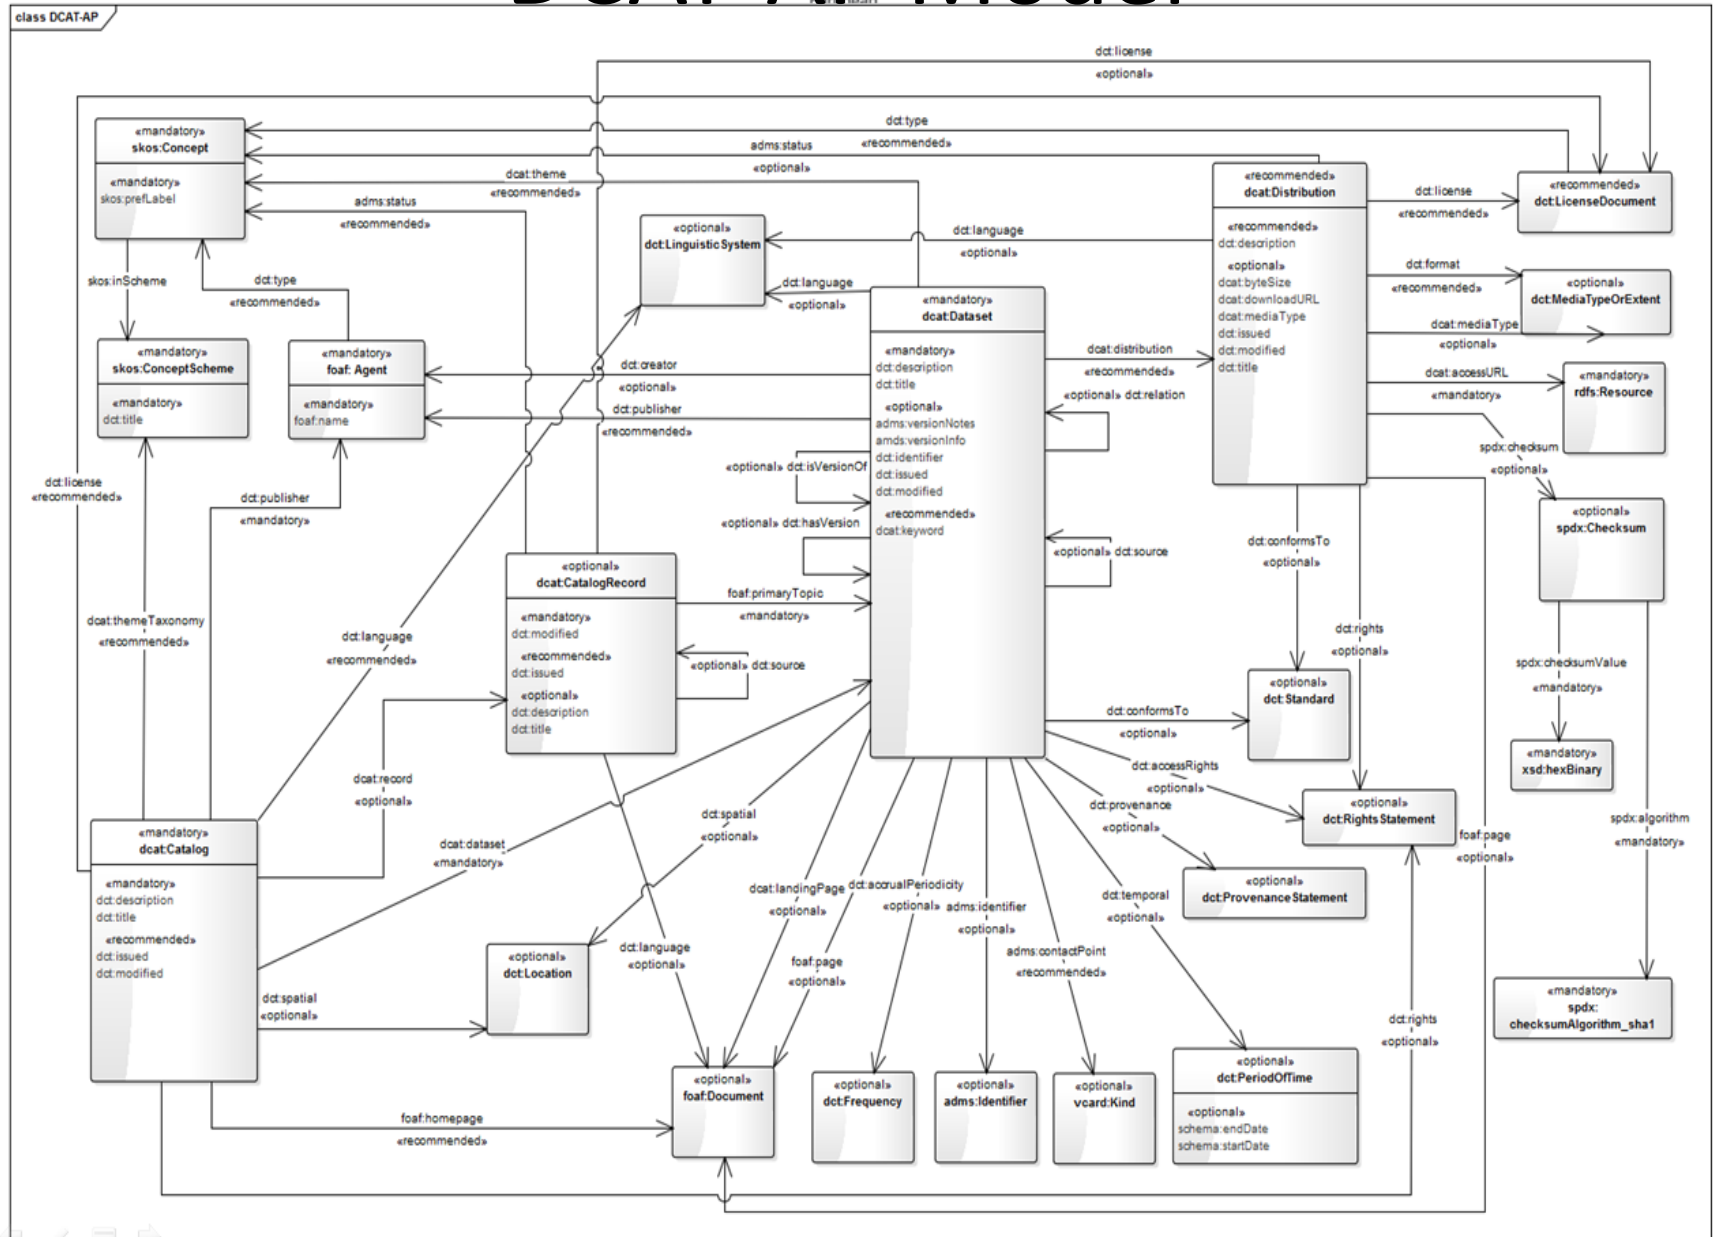 DCAT-AP Model
class DCAT-AP
dct:license
«optional»
dct:type
«recommended»
adms:status
«optional»
dcat:theme
«recommended»
adms:status
«recommended»
«mandatory»
skos:Concept
«mandatory»
skos:prefLabel
skos:inScheme
dct:type
«recommended»
«optional»
dct:LinguisticSystem
dct:language
«optional»
dct:language
«optional»
«recommended»
dcat:Distribution
«recommended»
dct:description
«optional»
dcat:byteSize
dcat:downloadURL
dcat:mediaType
dct:issued
dct:modified
dct:title
dct:license
«recommended»
«recommended»
dct:LicenseDocument
dct:format
«recommended»
«optional»
dct:MediaTypeOrExtent
dcat:mediaType
«optional»
dcat:accessURL
«mandatory»
«mandatory»
rdfs:Resource
spdx:checksum
«optional»
«optional»
spdx:Checksum
«mandatory»
skos:ConceptScheme
«mandatory»
dct:title
«mandatory»
foaf: Agent
«mandatory»
foaf:name
dct:creator
«optional»
dct:publisher
«recommended»
«mandatory»
dcat:Dataset
«mandatory»
dct:description
dct:title
«optional»
adms:versionNotes
amds:versionInfo
dct:identifier
dct:issued
dct:modified
«recommended»
dcat:keyword
dcat:distribution
«recommended»
«optional» dct:relation
«optional» dct:isVersionOf
«optional» dct:hasVersion
«optional» dct:source
dct:license
«recommended»
dct:publisher
«mandatory»
dcat:themeTaxonomy
«recommended»
dct:language
«recommended»
«optional»
dcat:CatalogRecord
«mandatory»
dct:modified
«recommended»
dct:issued
«optional»
dct:description
dct:title
foaf:primaryTopic
«mandatory»
«optional» dct:source
dct:conformsTo
«optional»
dct:rights
«optional»
spdx:checksumValue
«mandatory»
«optional»
dct:Standard
dct:conformsTo
«optional»
«mandatory»
xsd:hexBinary
dct:accessRights
«optional»
«optional»
dct:RightsStatement
dct:provenance
«optional»
foaf:page
«optional»
spdx:algorithm
«mandatory»
dcat:record
«optional»
dct:spatial
«optional»
«mandatory»
dcat:Catalog
«mandatory»
dct:description
dct:title
«recommended»
dct:issued
dct:modified
dcat:dataset
«mandatory»
dct:spatial
«optional»
«optional»
dct:Location
dct:language
«optional»
dcat:landingPage
«optional»
foaf:page
«optional»
dct:accrualPeriodicity
«optional»
adms:identifier
«optional»
adms:contactPoint
«recommended»
dct:temporal
«optional»
«optional»
dct:ProvenanceStatement
«mandatory»
spdx:
checksumAlgorithm_sha1
dct:rights
«optional»
foaf:homepage
«recommended»
«optional»
foaf:Document
«optional»
dct:Frequency
«optional»
adms:Identifier
«optional»
vcard:Kind
«optional»
dct:PeriodOfTime
«optional»
schema:endDate
schema:startDate